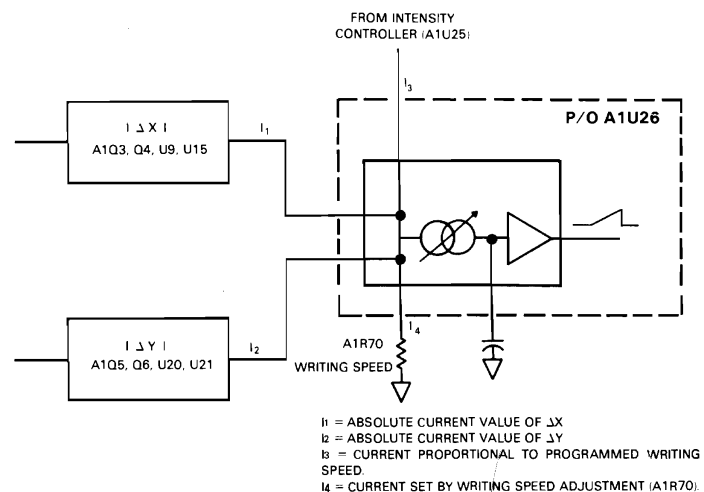 FROM INTENSITY
CONTROLLER (A1U25)
I3
P/O A1U26
| ΔX |
A1Q3, Q4, U9, U15
I1
| ΔY |
A1Q5, Q6, U20, U21
I2
I4
A1R70
WRITING SPEED
I1 = ABSOLUTE CURRENT VALUE OF ΔX
I2 = ABSOLUTE CURRENT VALUE OF ΔY
I3 = CURRENT PROPORTIONAL TO PROGRAMMED WRITING
SPEED.
I4 = CURRENT SET BY WRITING SPEED ADJUSTMENT (A1R70).